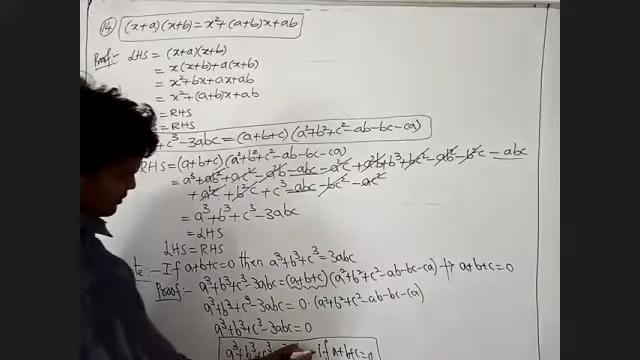 (14) (x+a)(x+b) = x²+(a+b)x+ab
Proof:- LHS = (x+a)(x+b)
= x(x+b)+a(x+b)
= x²+bx+ax+ab
= x²+(a+b)x+ab
= RHS
= RHS
+ c³-3abc = (a+b+c)(a²+b²+c²-ab-bc-ca)
RHS = (a+b+c)(a²+b²+c²-ab-bc-ca)
= a³+ab²+ac²-a²b-abc-a²c+a²b+b³+bc²-ab²-b²c-abc
+a²c+b²c+c³-abc-bc²-ac²
= a³+b³+c³-3abc
= LHS
LHS = RHS
te:- If a+b+c=0 then a³+b³+c³=3abc
Proof:- a³+b³+c³-3abc = (a+b+c)(a²+b²+c²-ab-bc-ca) a+b+c=0
a³+b³+c³-3abc = 0·(a²+b²+c²-ab-bc-ca)
a³+b³+c³-3abc = 0
a³+b³+c³ if a+b+c=0